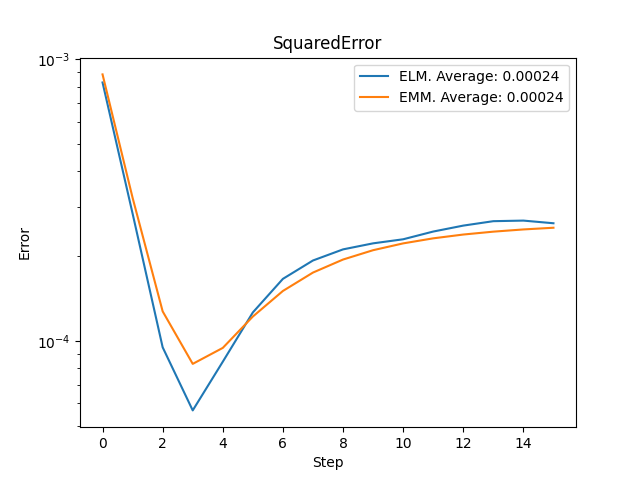 SquaredError
10^{-3}
ELM. Average: 0.00024
EMM. Average: 0.00024
Error
10^{-4}
0 2 4 6 8 10 12 14
Step